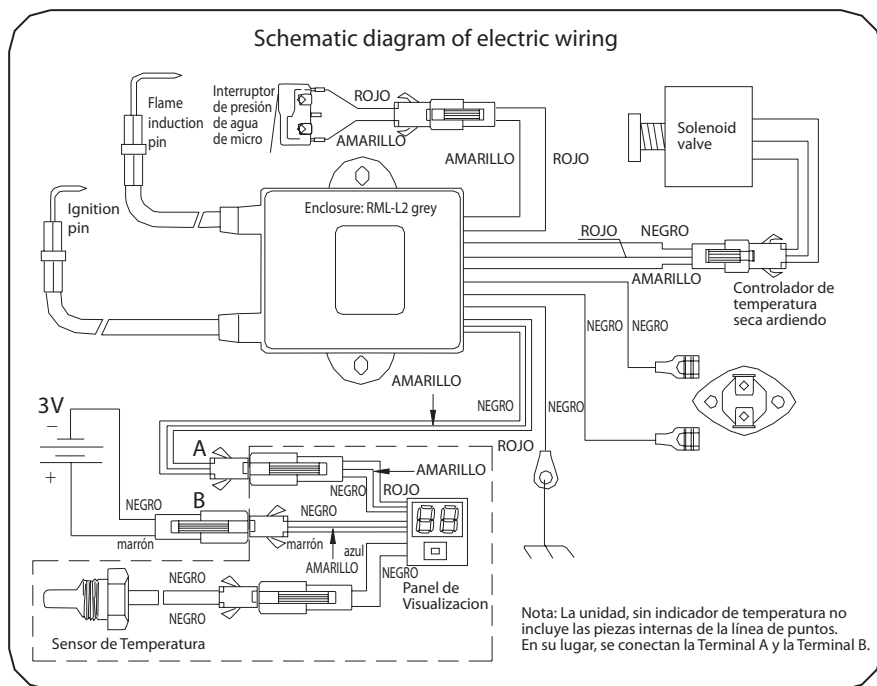 Schematic diagram of electric wiring
Flame
induction
pin
Interruptor
de presión
de agua
de micro
ROJO
AMARILLO
AMARILLO
ROJO
Solenoid
valve
Ignition
pin
Enclosure: RML-L2 grey
ROJO
NEGRO
AMARILLO
Controlador de
temperatura
seca ardiendo
NEGRO
NEGRO
AMARILLO
NEGRO
NEGRO
3V
−
+
A
ROJO
AMARILLO
NEGRO
ROJO
B
NEGRO
NEGRO
marrón
marrón
azul
AMARILLO
NEGRO
NEGRO
NEGRO
Panel de
Visualizacion
Sensor de Temperatura
Nota: La unidad, sin indicador de temperatura no
incluye las piezas internas de la línea de puntos.
En su lugar, se conectan la Terminal A y la Terminal B.